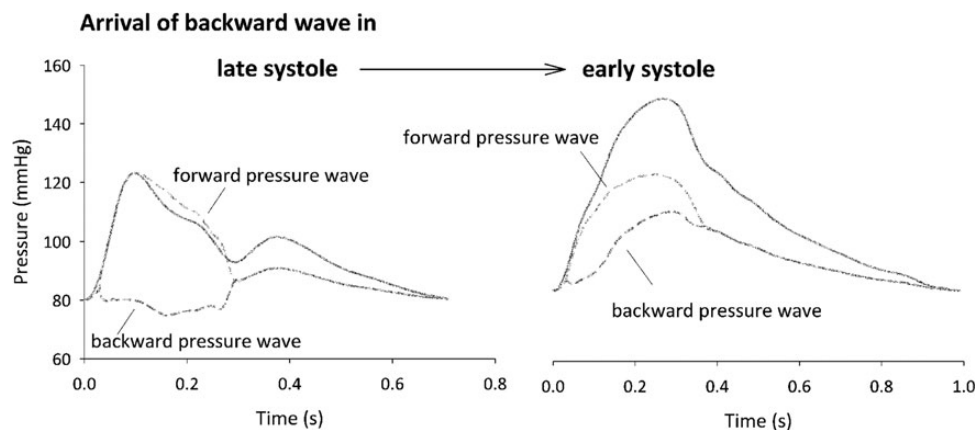 Arrival of backward wave in
late systole
early systole
Pressure (mmHg)
160
140
120
100
80
60
forward pressure wave
backward pressure wave
0.0
0.2
0.4
0.6
0.8
Time (s)
forward pressure wave
backward pressure wave
0.0
0.2
0.4
0.6
0.8
1.0
Time (s)